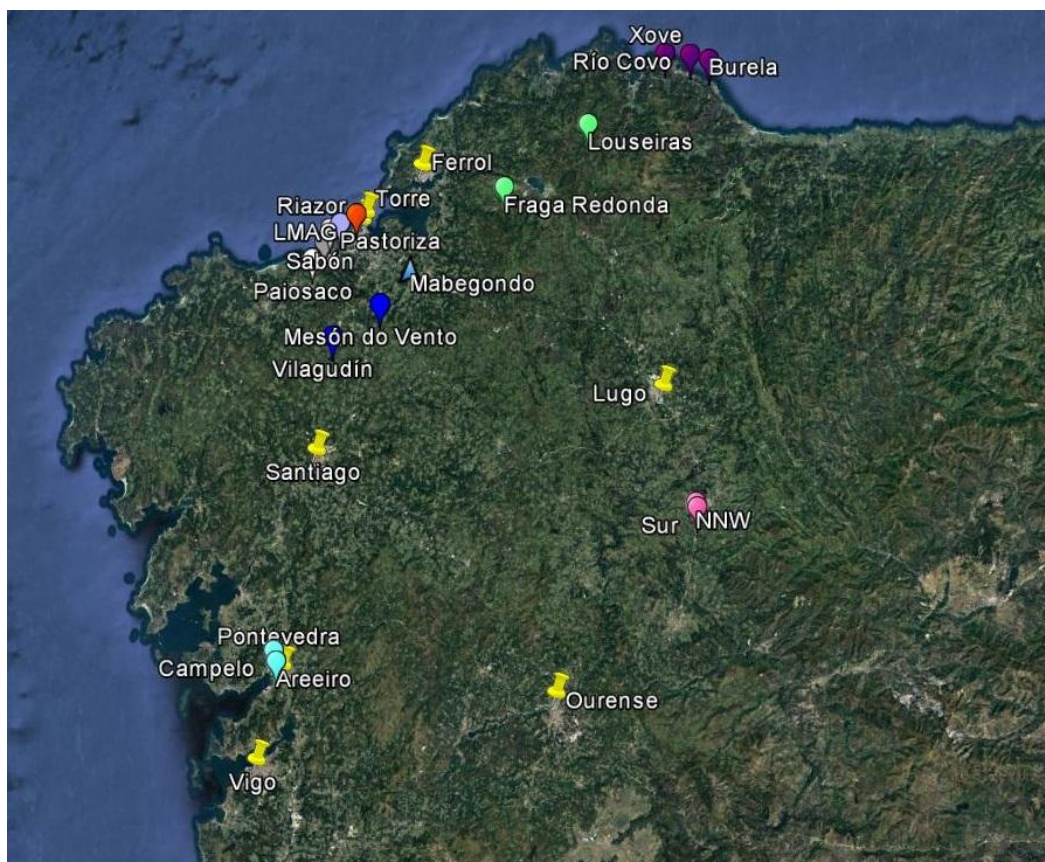 Xove
Río Covo
Burela
Louseiras
Ferrol
Fraga Redonda
Riazor
Torre
LMAG
Pastoriza
Sabón
Paiosaco
Mabegondo
Mesón do Vento
Vilagudín
Lugo
Santiago
Sur
NNW
Pontevedra
Campelo
Areeiro
Ourense
Vigo